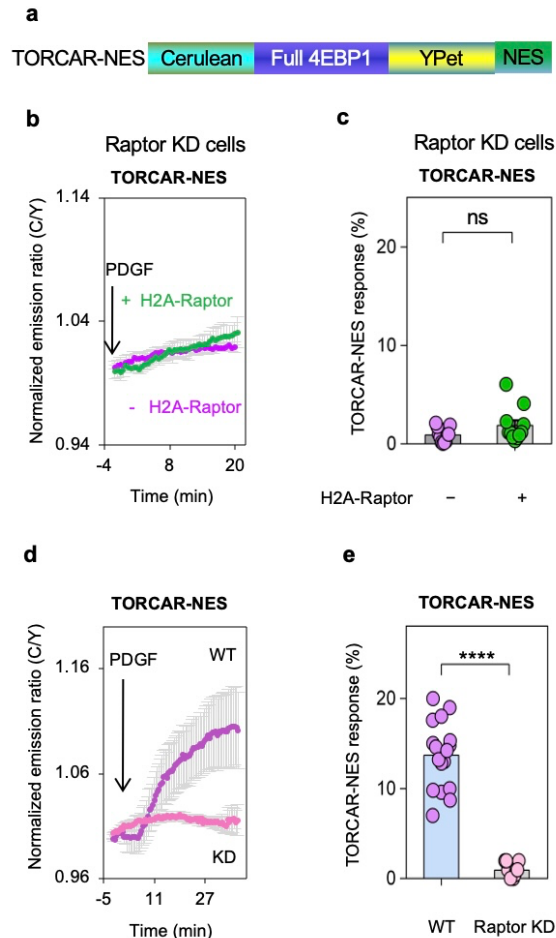 a
TORCAR-NES Cerulean Full 4EBP1 YPet NES
b
Raptor KD cells
TORCAR-NES
Normalized emission ratio (C/Y)
1.14
1.04
0.94
PDGF
+ H2A-Raptor
- H2A-Raptor
-4 8 20
Time (min)
c
Raptor KD cells
TORCAR-NES
TORCAR-NES response (%)
20
10
0
ns
H2A-Raptor − +
d
TORCAR-NES
Normalized emission ratio (C/Y)
1.16
1.06
0.96
PDGF
WT
KD
-5 11 27
Time (min)
e
TORCAR-NES
TORCAR-NES response (%)
20
10
0
****
WT Raptor KD